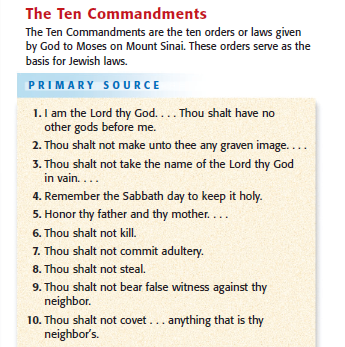 The Ten Commandments
The Ten Commandments are the ten orders or laws given
by God to Moses on Mount Sinai. These orders serve as the
basis for Jewish laws.
PRIMARY SOURCE
1. I am the Lord thy God. . . . Thou shalt have no
other gods before me.
2. Thou shalt not make unto thee any graven image. . . .
3. Thou shalt not take the name of the Lord thy God
in vain. . . .
4. Remember the Sabbath day to keep it holy.
5. Honor thy father and thy mother. . . .
6. Thou shalt not kill.
7. Thou shalt not commit adultery.
8. Thou shalt not steal.
9. Thou shalt not bear false witness against thy
neighbor.
10. Thou shalt not covet . . . anything that is thy
neighbor's.